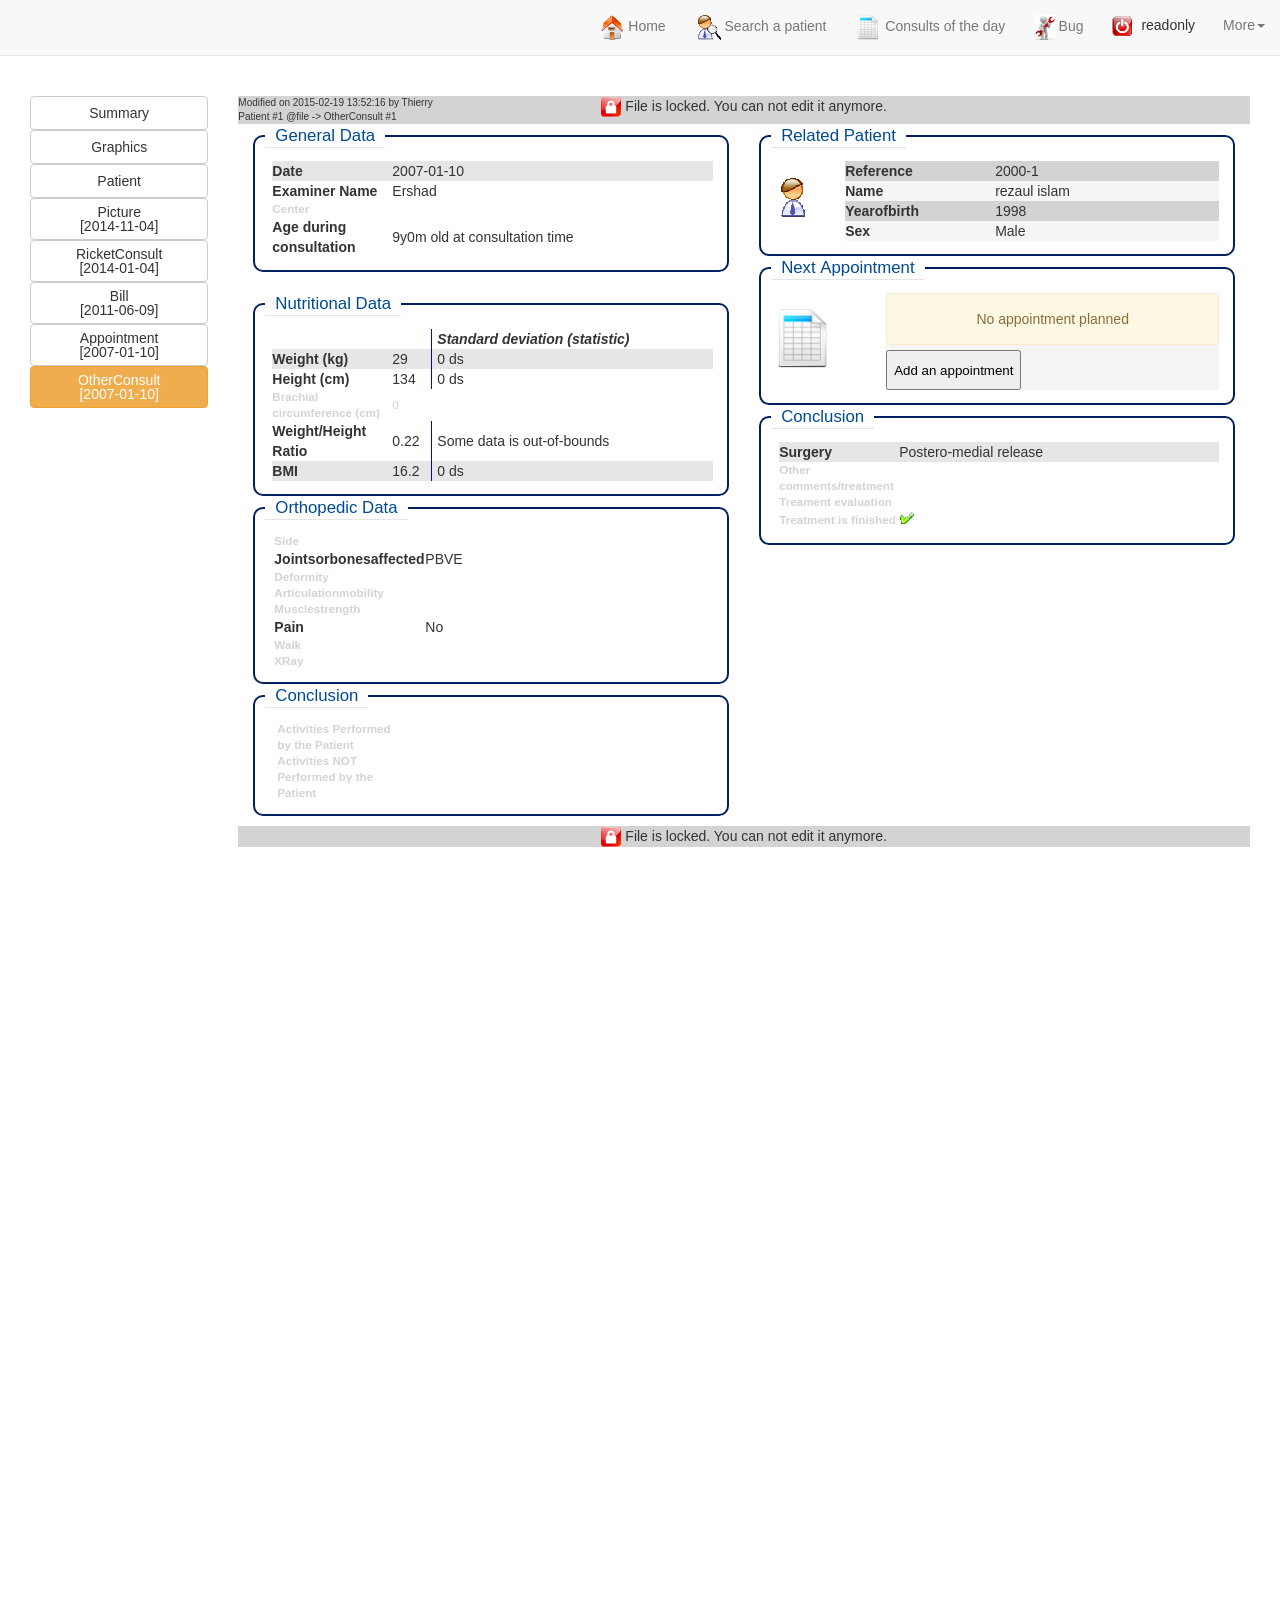 Home Search a patient Consults of the day Bug readonly More
Summary
Graphics
Patient
Picture
[2014-11-04]
RicketConsult
[2014-01-04]
Bill
[2011-06-09]
Appointment
[2007-01-10]
OtherConsult
[2007-01-10]
Modified on 2015-02-19 13:52:16 by Thierry
Patient #1 @file -> OtherConsult #1
File is locked. You can not edit it anymore.
General Data
Date 2007-01-10
Examiner Name Ershad
Center
Age during
consultation
9y0m old at consultation time
Nutritional Data
Standard deviation (statistic)
Weight (kg) 29 0 ds
Height (cm) 134 0 ds
Brachial
circumference (cm)
0
Weight/Height
Ratio
0.22 Some data is out-of-bounds
BMI 16.2 0 ds
Orthopedic Data
Side
Jointsorbonesaffected PBVE
Deformity
Articulationmobility
Musclestrength
Pain No
Walk
XRay
Conclusion
Activities Performed
by the Patient
Activities NOT
Performed by the
Patient
Related Patient
Reference 2000-1
Name rezaul islam
Yearofbirth 1998
Sex Male
Next Appointment
No appointment planned
Add an appointment
Conclusion
Surgery Postero-medial release
Other
comments/treatment
Treament evaluation
Treatment is finished
File is locked. You can not edit it anymore.